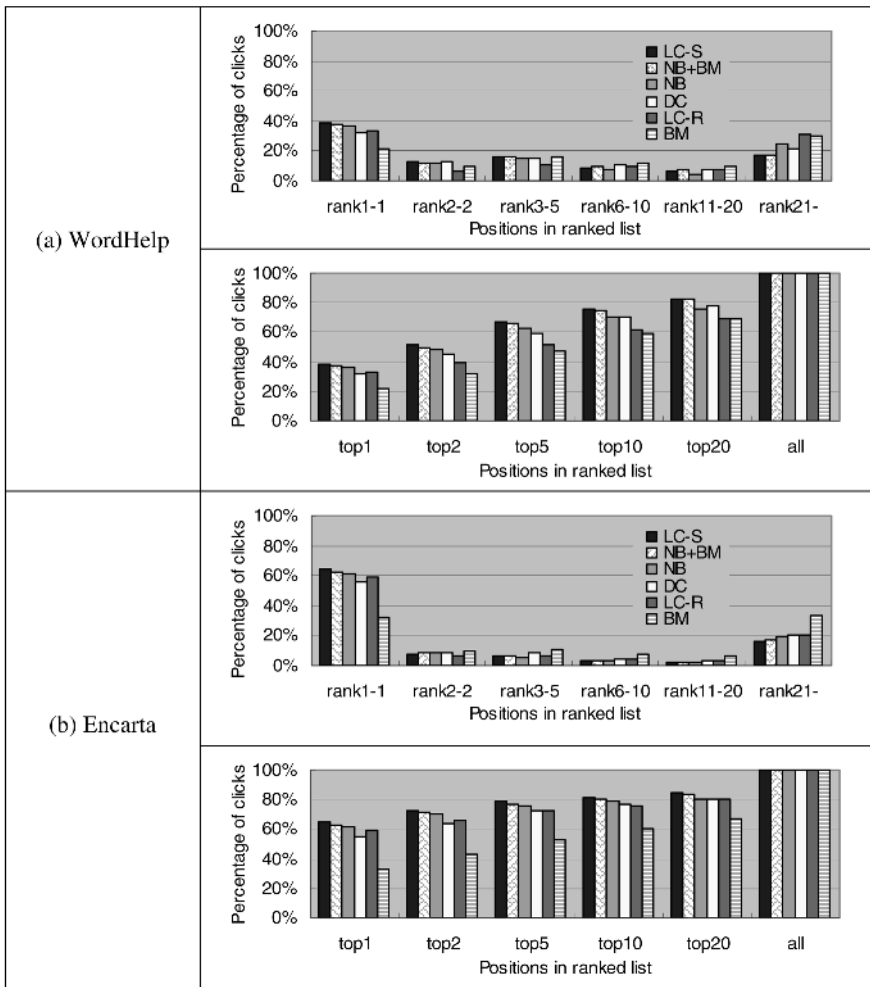 (a) WordHelp
Percentage of clicks
100%
80%
60%
40%
20%
0%
LC-S
NB+BM
NB
DC
LC-R
BM
rank1-1 rank2-2 rank3-5 rank6-10 rank11-20 rank21-
Positions in ranked list
Percentage of clicks
100%
80%
60%
40%
20%
0%
top1 top2 top5 top10 top20 all
Positions in ranked list
(b) Encarta
Percentage of clicks
100%
80%
60%
40%
20%
0%
LC-S
NB+BM
NB
DC
LC-R
BM
rank1-1 rank2-2 rank3-5 rank6-10 rank11-20 rank21-
Positions in ranked list
Percentage of clicks
100%
80%
60%
40%
20%
0%
top1 top2 top5 top10 top20 all
Positions in ranked list